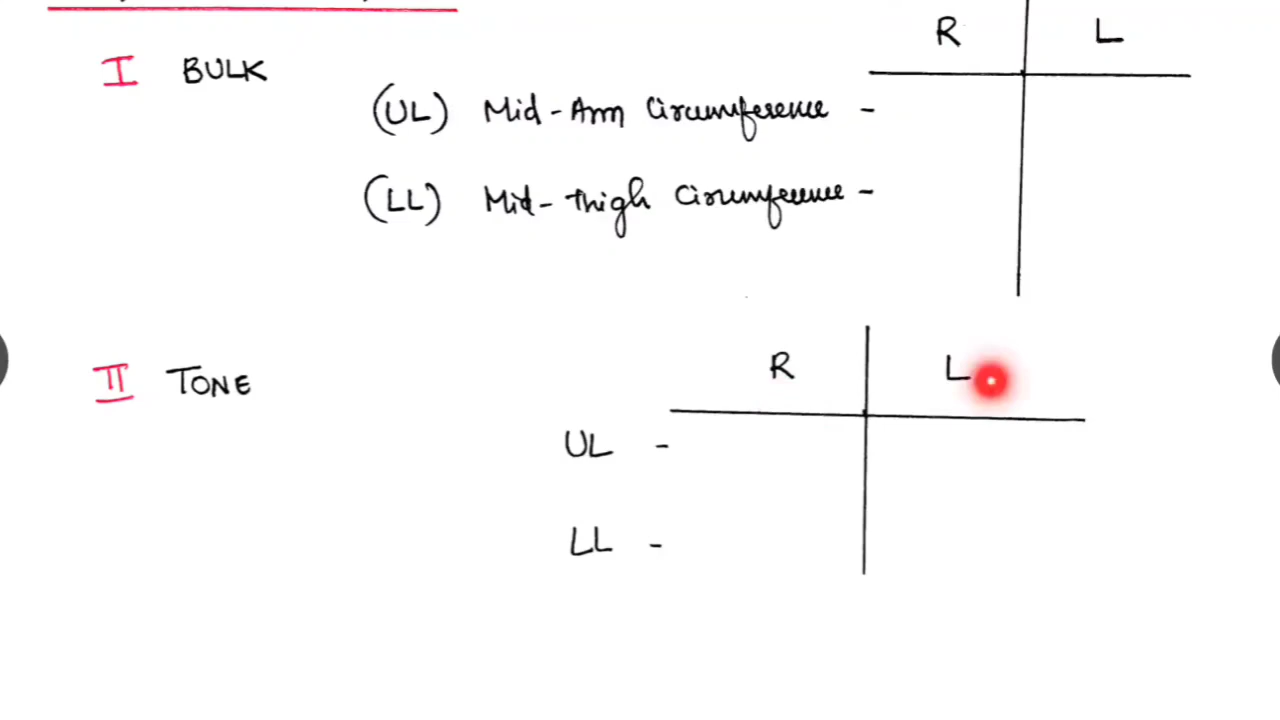 R L
I BULK
(UL) Mid-Arm Circumference -
(LL) Mid-thigh Circumference -
R L
II TONE
UL -
LL -